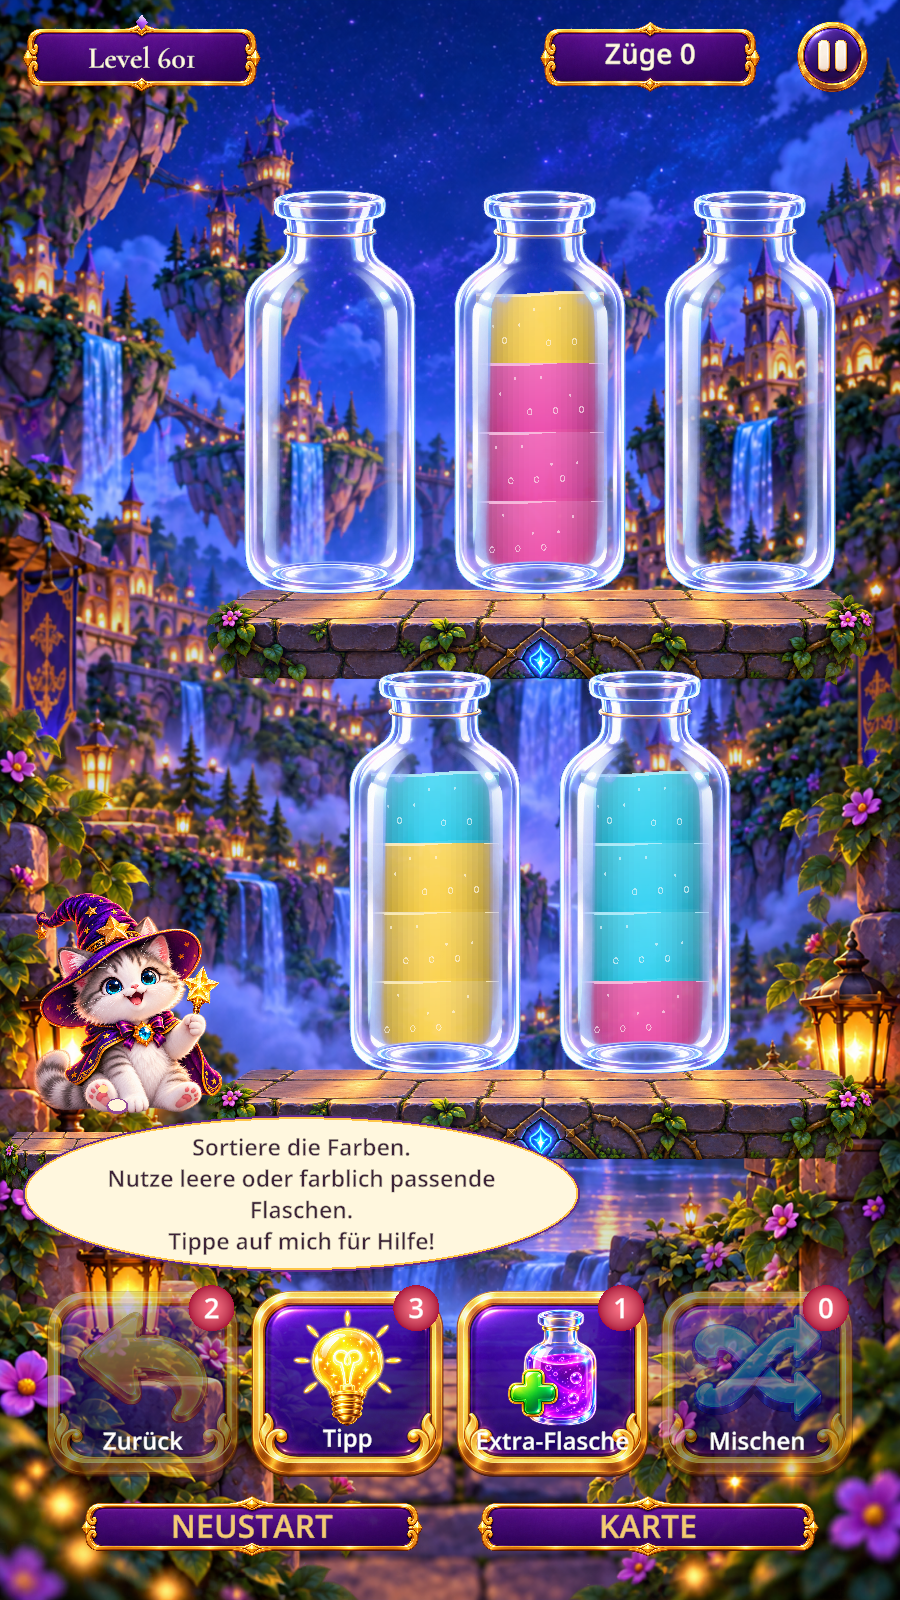 Level 601
Züge 0
Sortiere die Farben.
Nutze leere oder farblich passende
Flaschen.
Tippe auf mich für Hilfe!
2
3
1
0
Zurück
Tipp
Extra-Flasche
Mischen
NEUSTART
KARTE